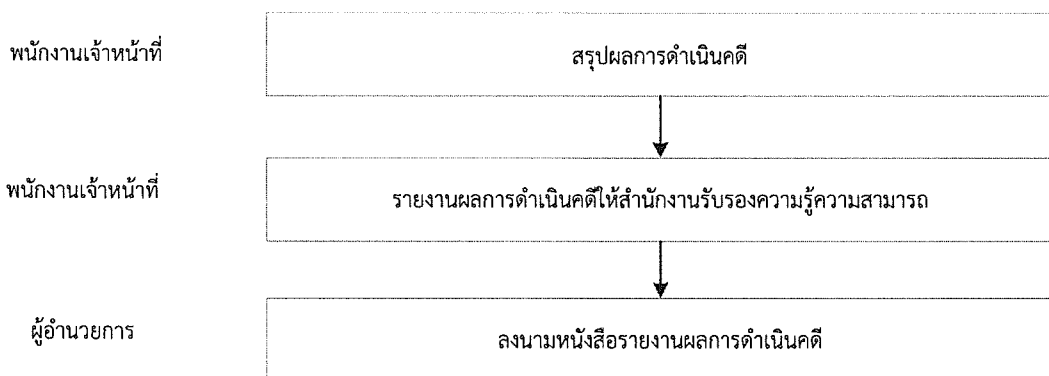 พนักงานเจ้าหน้าที่
สรุปผลการดำเนินคดี
พนักงานเจ้าหน้าที่
รายงานผลการดำเนินคดีให้สำนักงานรับรองความรู้ความสามารถ
ผู้อำนวยการ
ลงนามหนังสือรายงานผลการดำเนินคดี